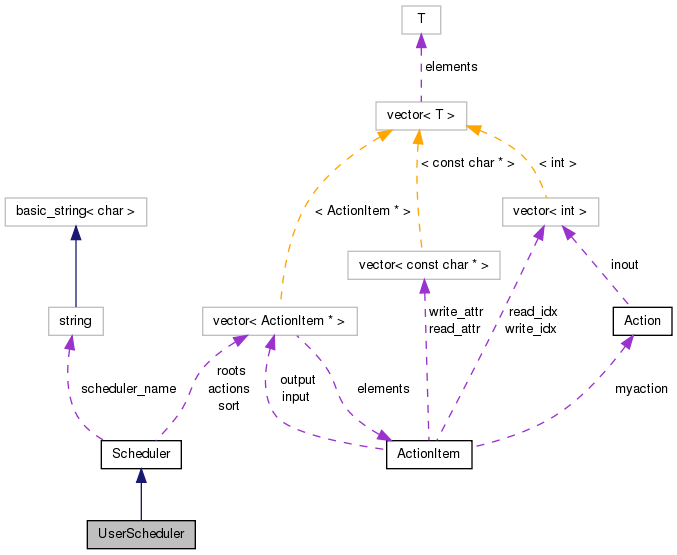 T
elements
vector< T >
< const char * >
< int >
basic_string< char >
< ActionItem * >
vector< int >
vector< const char * >
inout
string
vector< ActionItem * >
write_attr
read_attr
read_idx
write_idx
Action
scheduler_name
roots
actions
sort
output
input
elements
myaction
Scheduler
ActionItem
UserScheduler